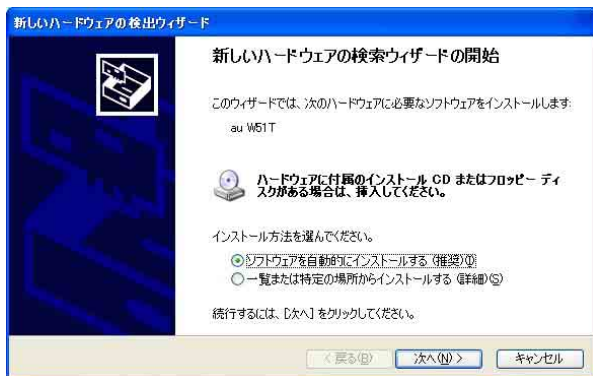 新しいハードウェアの検出ウィザード
新しいハードウェアの検索ウィザードの開始
このウィザードでは、次のハードウェアに必要なソフトウェアをインストールします:
au W51T
ハードウェアに付属のインストール CD またはフロッピー ディ
スクがある場合は、挿入してください。
インストール方法を選んでください。
ソフトウェアを自動的にインストールする (推奨)(I)
一覧または特定の場所からインストールする (詳細)(S)
続行するには、[次へ] をクリックしてください。
< 戻る(B) 次へ(N) > キャンセル